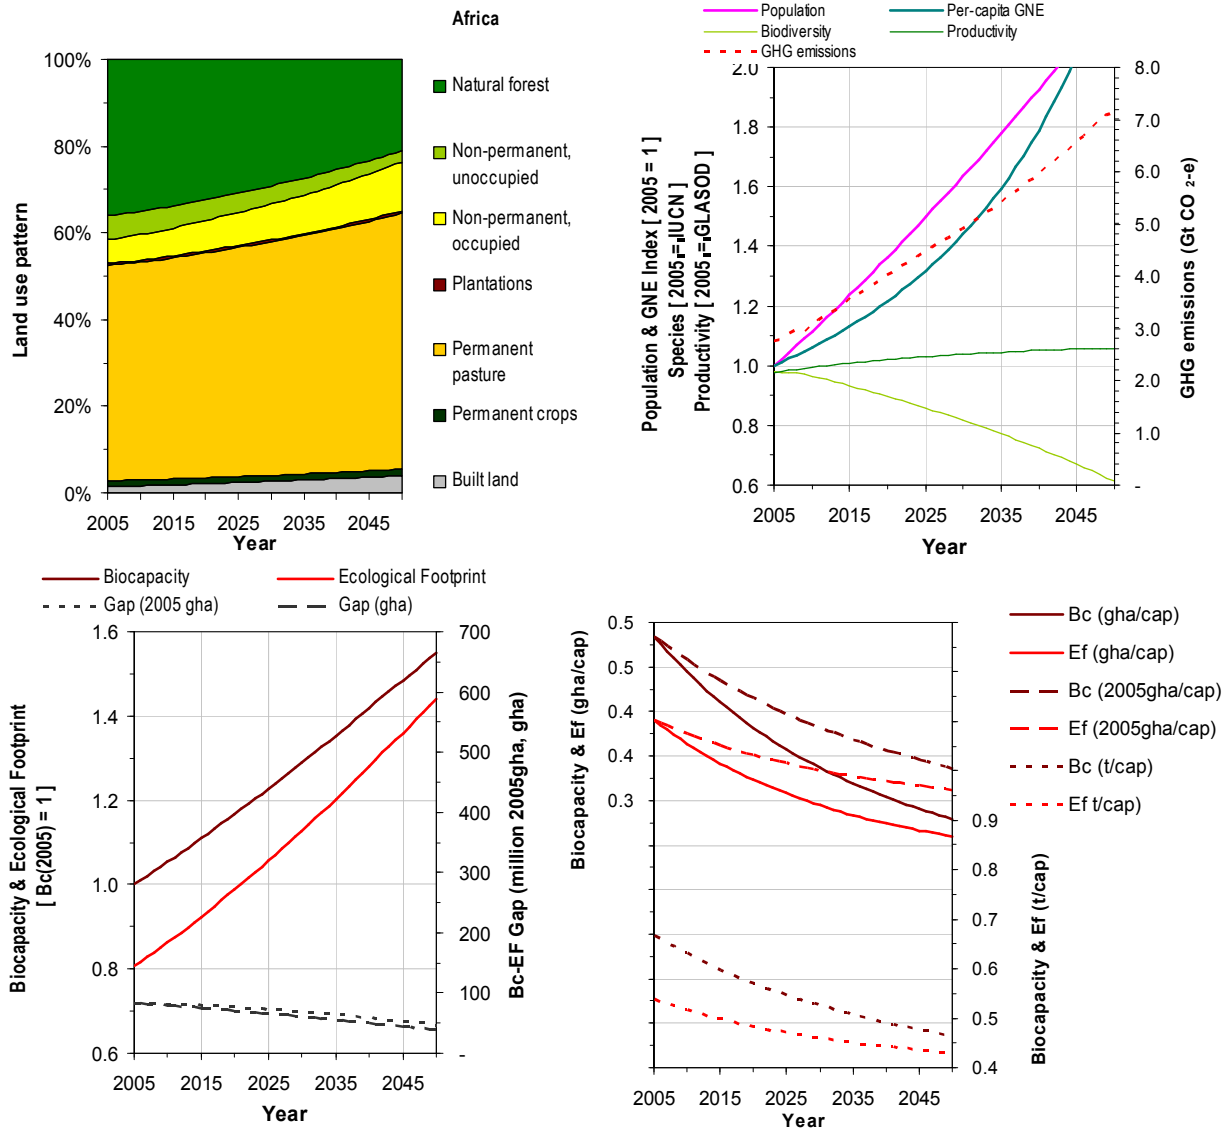 Africa
100%
80%
60%
40%
20%
0%
Land use pattern
2005
2015
2025
2035
2045
Year
Natural forest
Non-permanent,
unoccupied
Non-permanent,
occupied
Plantations
Permanent
pasture
Permanent crops
Built land
Population
Per-capita GNE
Biodiversity
Productivity
GHG emissions
2.0
1.8
1.6
1.4
1.2
1.0
0.8
0.6
Population & GNE Index [ 2005 = 1 ]
Species [ 2005 = IUCN ]
Productivity [ 2005 = GLASOD ]
8.0
7.0
6.0
5.0
4.0
3.0
2.0
1.0
-
GHG emissions (Gt CO 2-e)
2005
2015
2025
2035
2045
Year
Biocapacity
Ecological Footprint
Gap (2005 gha)
Gap (gha)
1.6
1.4
1.2
1.0
0.8
0.6
Biocapacity & Ecological Footprint
[ Bc(2005) = 1 ]
700
600
500
400
300
200
100
-
Bc-EF Gap (million 2005gha, gha)
2005
2015
2025
2035
2045
Year
0.5
0.5
0.4
0.4
0.3
Biocapacity & Ef (gha/cap)
0.9
0.8
0.7
0.6
0.5
0.4
Biocapacity & Ef (t/cap)
2005
2015
2025
2035
2045
Year
Bc (gha/cap)
Ef (gha/cap)
Bc (2005gha/cap)
Ef (2005gha/cap)
Bc (t/cap)
Ef t/cap)